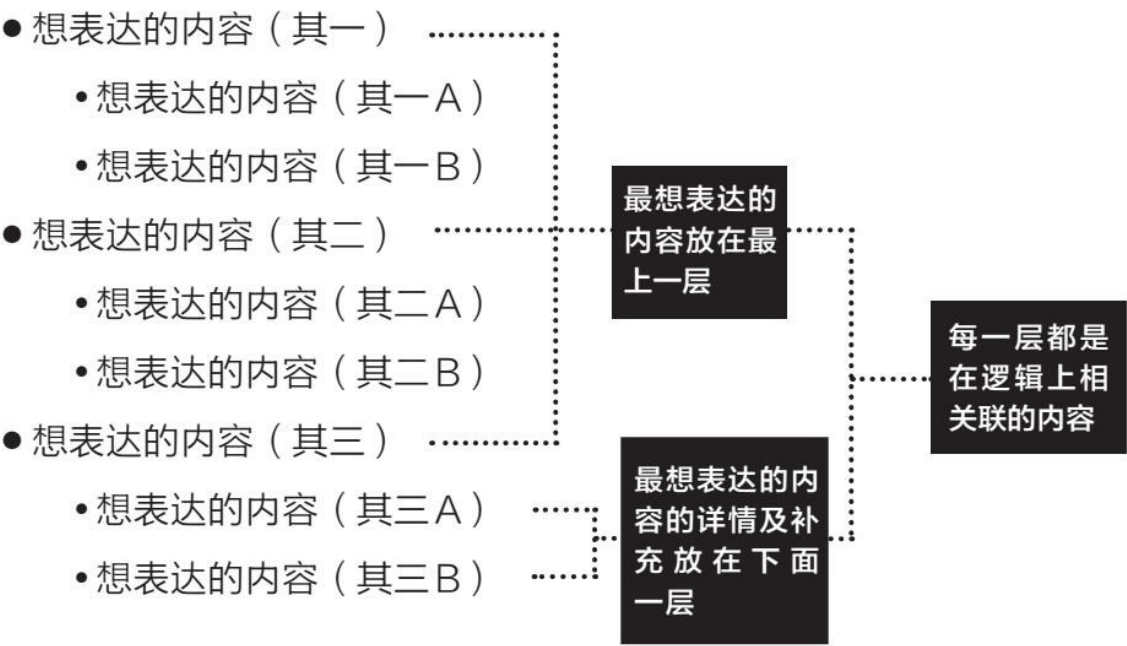 ● 想表达的内容（其一）
• 想表达的内容（其一A）
• 想表达的内容（其一B）
● 想表达的内容（其二）
• 想表达的内容（其二A）
• 想表达的内容（其二B）
● 想表达的内容（其三）
• 想表达的内容（其三A）
• 想表达的内容（其三B）
最想表达的
内容放在最
上一层
最想表达的内
容的详情及补
充放在下面
一层
每一层都是
在逻辑上相
关联的内容